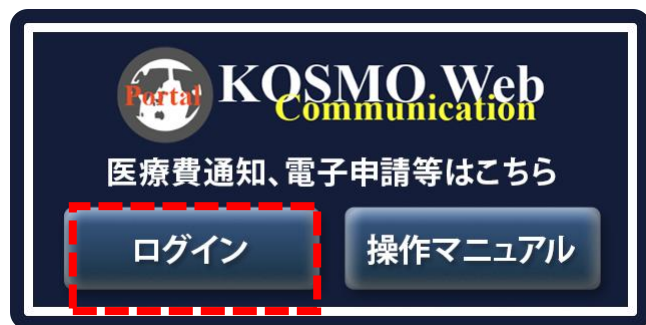 Portal
KOSMO Web
Communication
医療費通知、電子申請等はこちら
ログイン
操作マニュアル